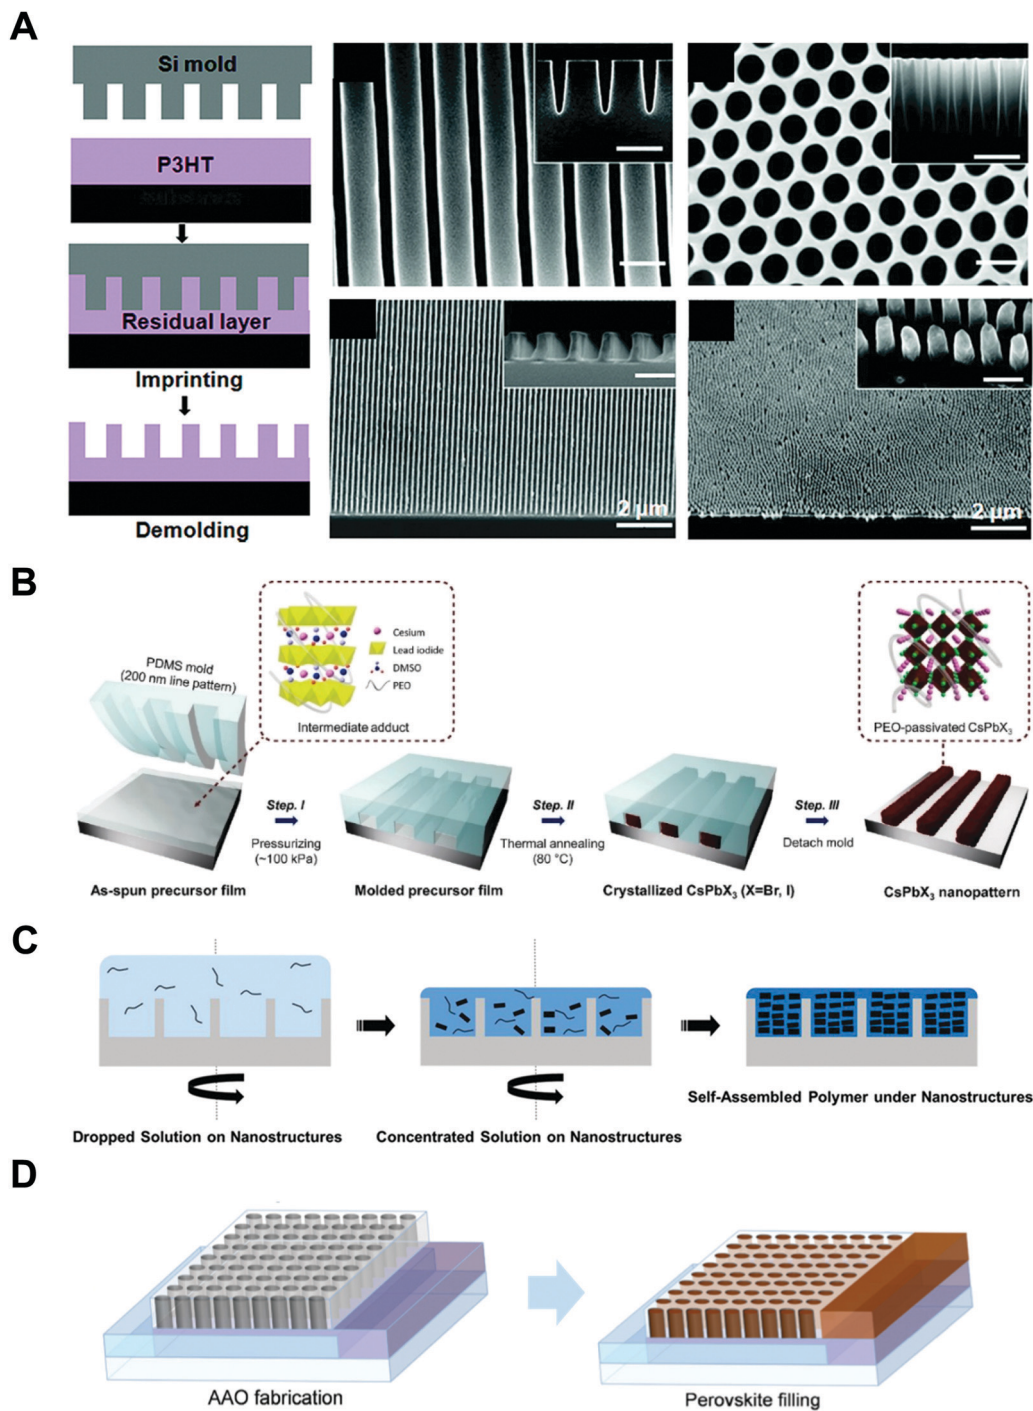 A
Si mold
P3HT
Residual layer
Imprinting
Demolding
2 μm
2 μm
B
PDMS mold
(200 nm line pattern)
Cesium
Lead iodide
DMSO
PEO
Intermediate adduct
PEO-passivated CsPbX₃
Step. I
Pressurizing
(~100 kPa)
Step. II
Thermal annealing
(80 °C)
Step. III
Detach mold
As-spun precursor film
Molded precursor film
Crystallized CsPbX₃ (X=Br, I)
CsPbX₃ nanopattern
C
Self-Assembled Polymer under Nanostructures
Dropped Solution on Nanostructures
Concentrated Solution on Nanostructures
D
AAO fabrication
Perovskite filling